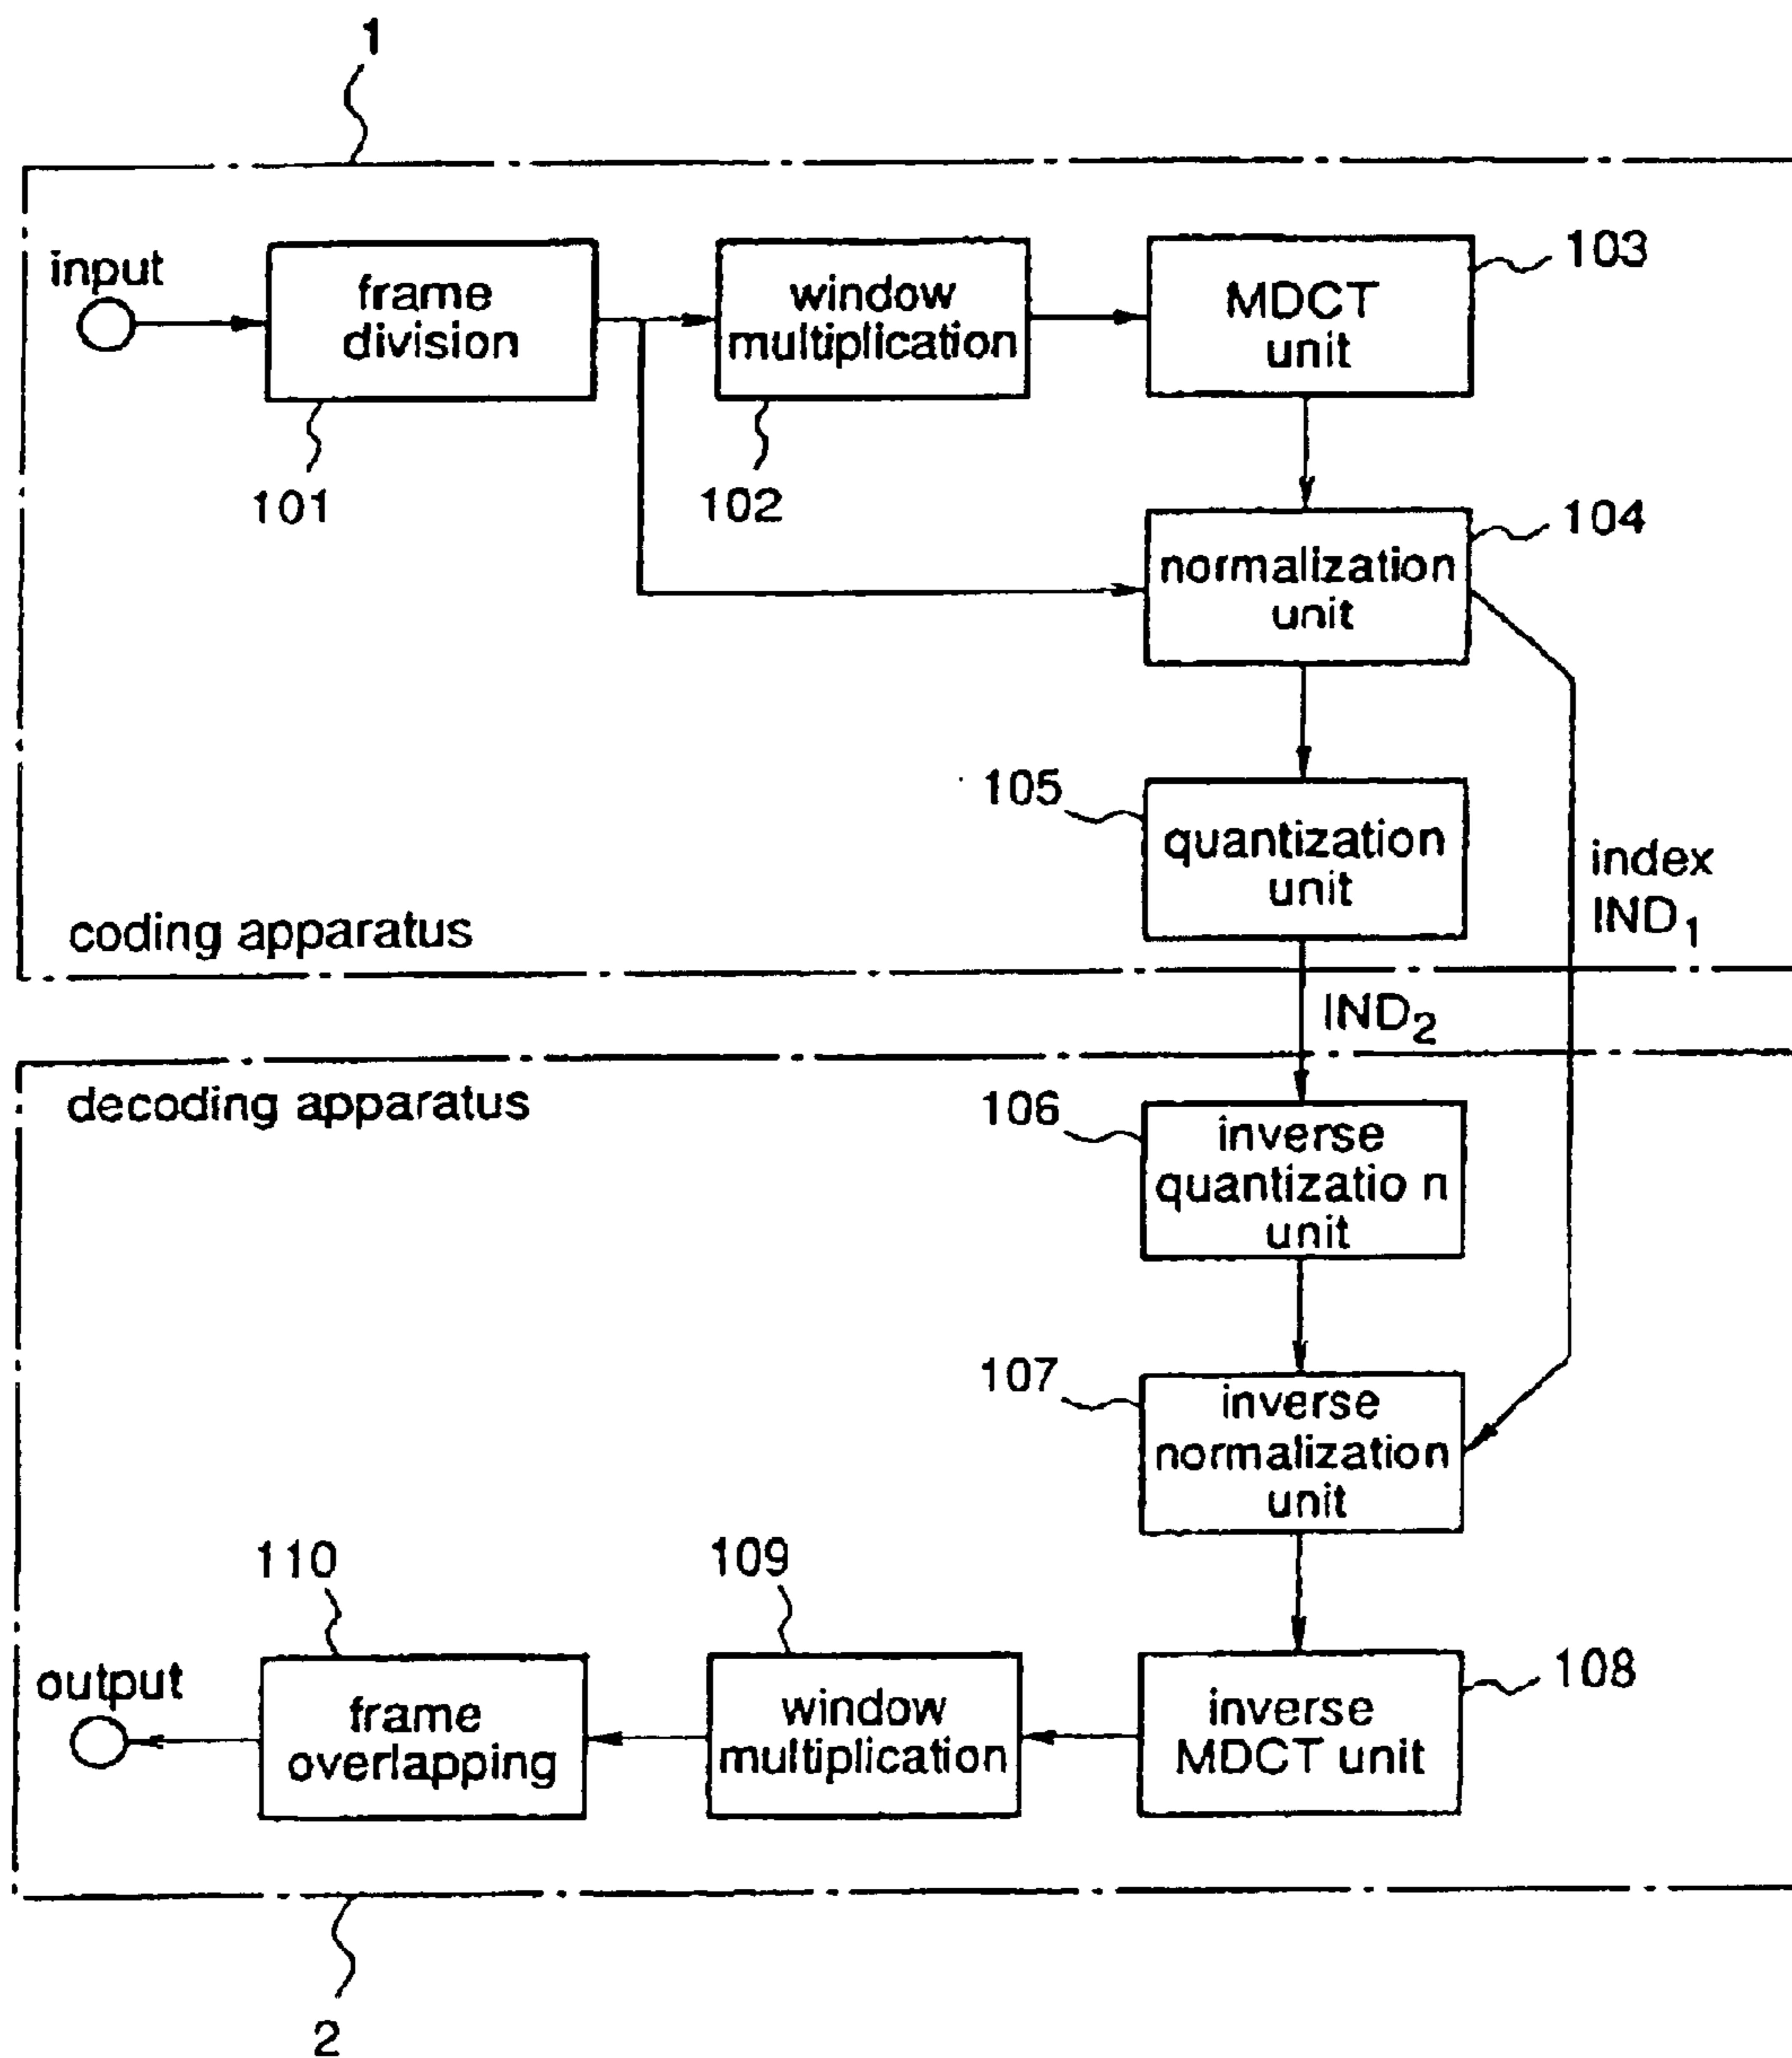 1
input
frame
division
101
window
multiplication
102
MDCT
unit
103
normalization
unit
104
105
quantization
unit
index
IND1
coding apparatus
IND2
decoding apparatus
106
inverse
quantizatio n
unit
107
inverse
normalization
unit
110
109
output
frame
overlapping
window
multiplication
inverse
MDCT unit
108
2